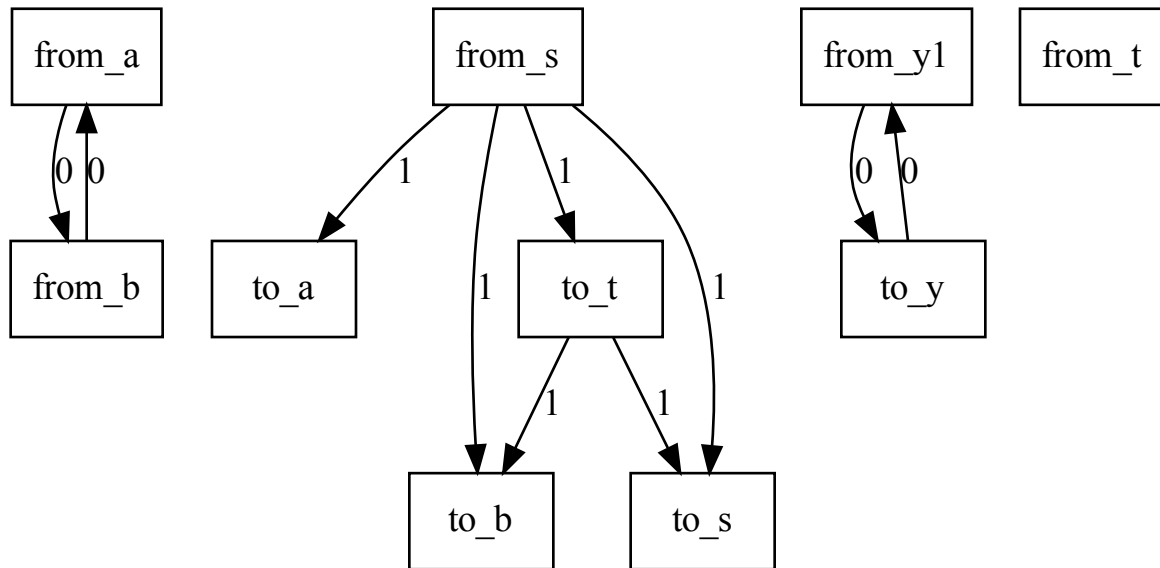 from_a
from_s
from_y1
from_t
0
0
1
1
0
0
from_b
to_a
1
to_t
1
to_y
1
1
to_b
to_s